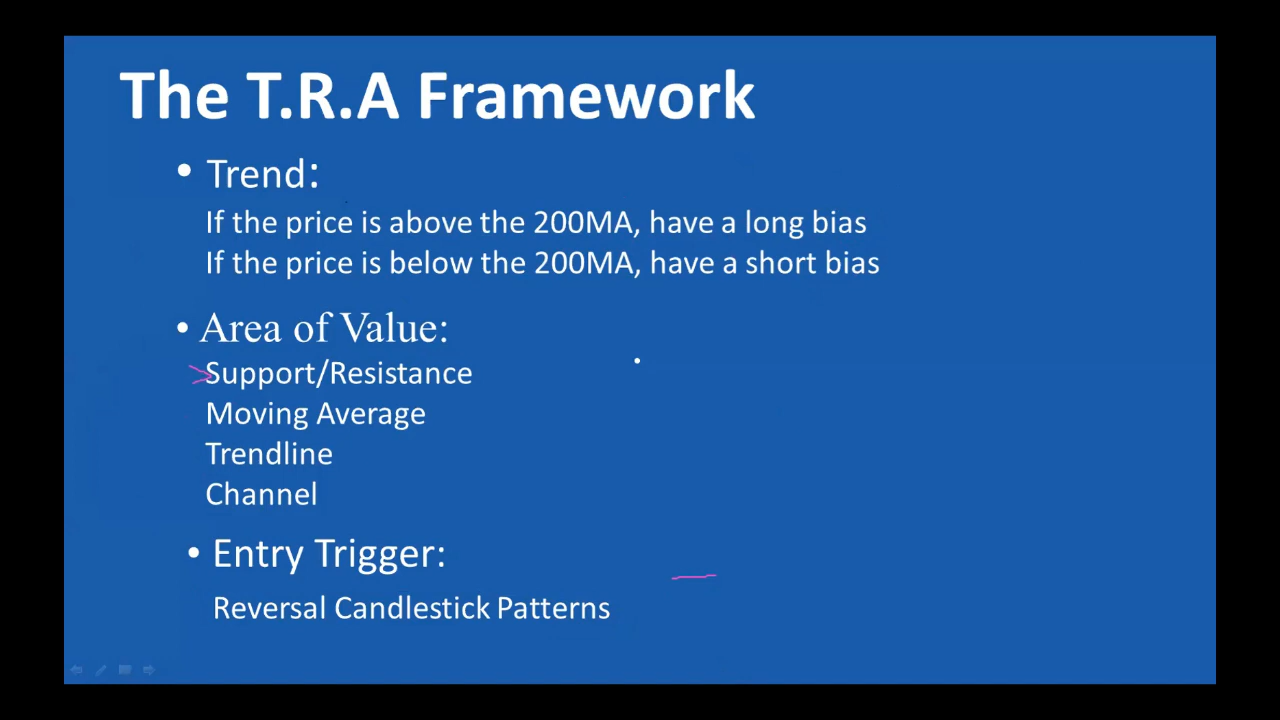 The T.R.A Framework
• Trend:
If the price is above the 200MA, have a long bias
If the price is below the 200MA, have a short bias
• Area of Value:
Support/Resistance
Moving Average
Trendline
Channel
• Entry Trigger:
Reversal Candlestick Patterns